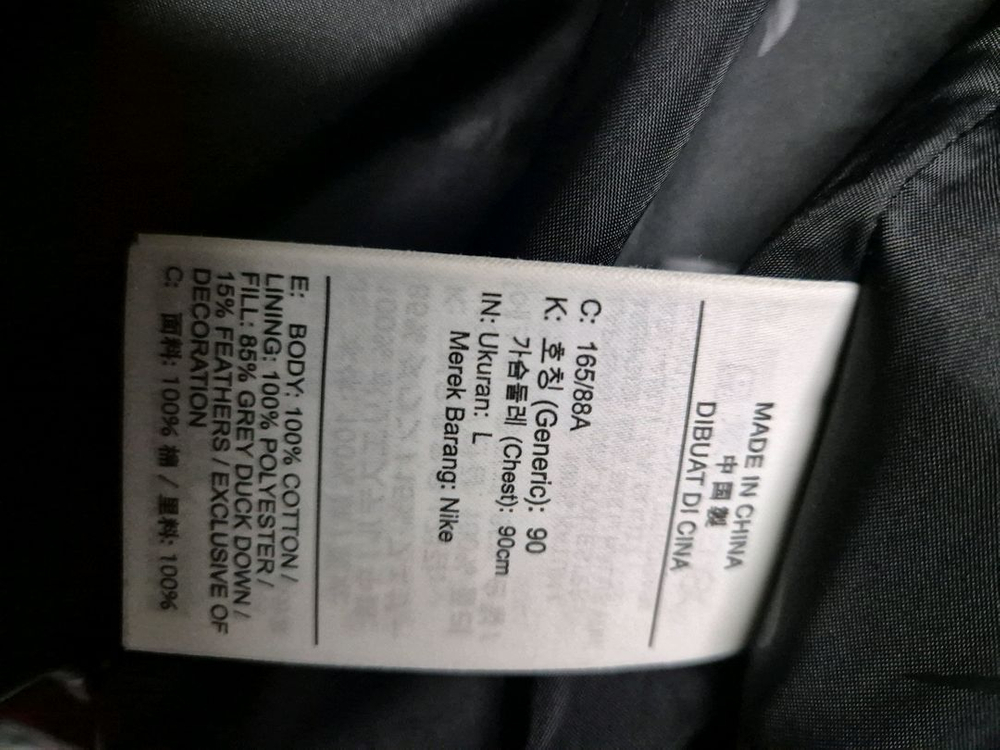 MADE IN CHINA
中国製
DIBUAT DI CINA
C: 165/88A
K: 호칭 (Generic): 90
가슴둘레 (Chest): 90cm
IN: Ukuran: L
Merek Barang: Nike
E: BODY: 100% COTTON /
LINING: 100% POLYESTER /
FILL: 85% GREY DUCK DOWN /
15% FEATHERS / EXCLUSIVE OF
DECORATION
C: 面料: 100% 棉 / 里料: 100%